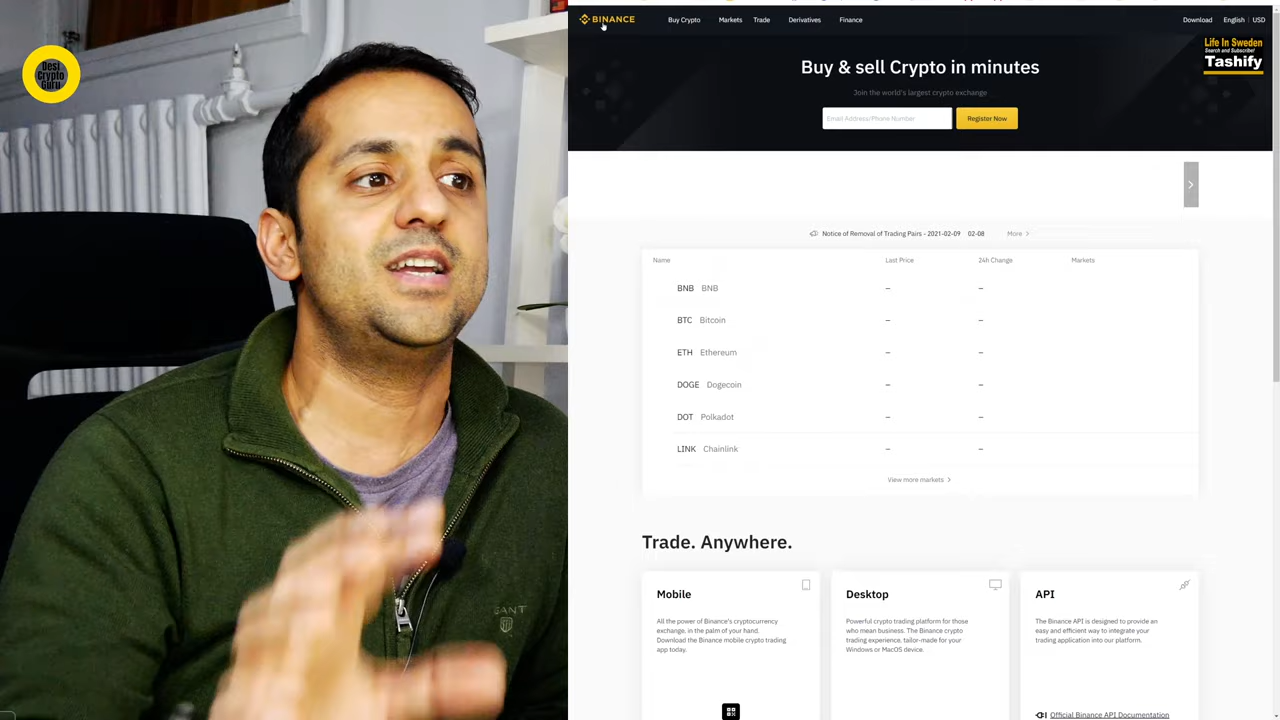 Desi
Crypto
Guru
BINANCE
Buy Crypto
Markets
Trade
Derivatives
Finance
Download
English | USD
Life In Sweden
Search and Subscribe!
Tashify
Buy & sell Crypto in minutes
Join the world's largest crypto exchange
Email Address/Phone Number
Register Now
Notice of Removal of Trading Pairs - 2021-02-09 02-08
More
Name
Last Price
24h Change
Markets
BNB BNB – –
BTC Bitcoin – –
ETH Ethereum – –
DOGE Dogecoin – –
DOT Polkadot – –
LINK Chainlink – –
View more markets
Trade. Anywhere.
Mobile
All the power of Binance's cryptocurrency
exchange, in the palm of your hand.
Download the Binance mobile crypto trading
app today.
Desktop
Powerful crypto trading platform for those
who mean business. The Binance crypto
trading experience, tailor-made for your
Windows or MacOS device.
API
The Binance API is designed to provide an
easy and efficient way to integrate your
trading application into our platform.
Official Binance API Documentation
GANT